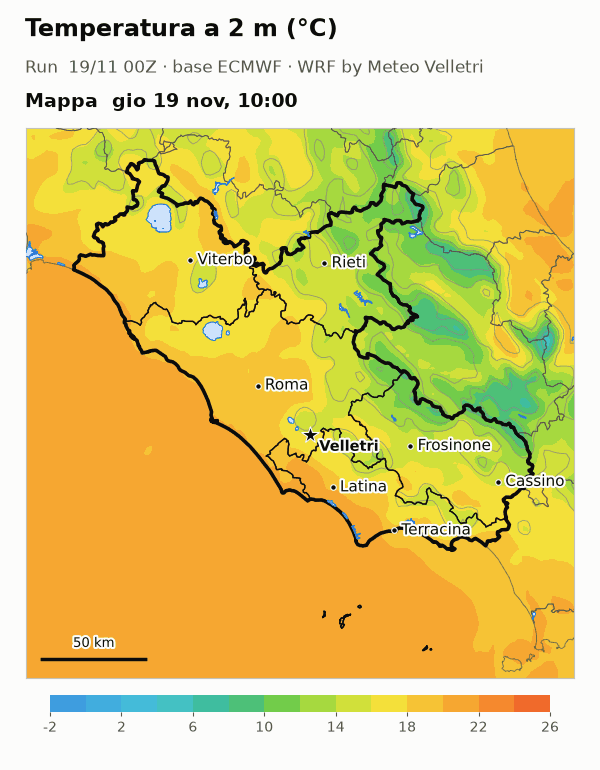 Temperatura a 2 m (°C)
Run 19/11 00Z · base ECMWF · WRF by Meteo Velletri
Mappa gio 19 nov, 10:00
Viterbo
Rieti
Roma
Velletri
Frosinone
Cassino
Latina
Terracina
50 km
-2 2 6 10 14 18 22 26